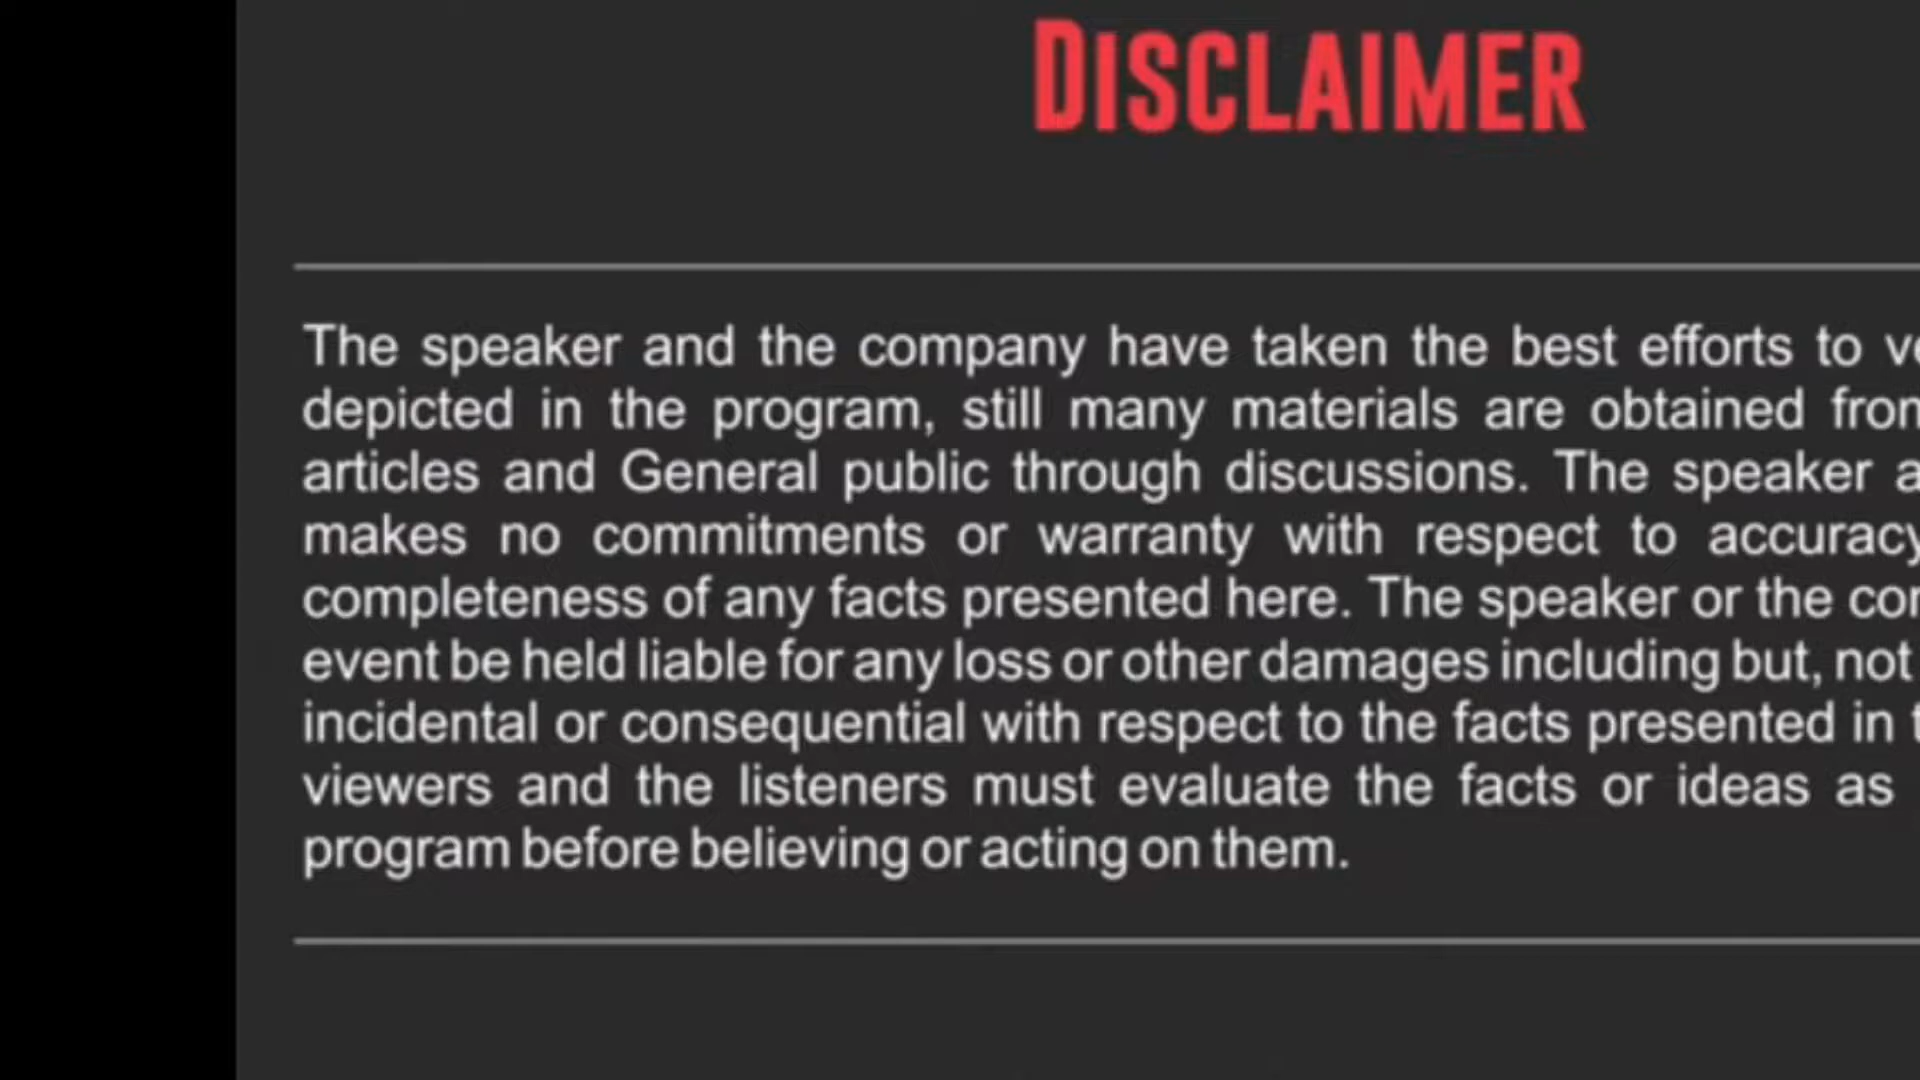 DISCLAIMER
The speaker and the company have taken the best efforts to
depicted in the program, still many materials are obtained
articles and General public through discussions. The speaker
makes no commitments or warranty with respect to accuracy
completeness of any facts presented here. The speaker or the
event be held liable for any loss or other damages including but, not
incidental or consequential with respect to the facts presented in
viewers and the listeners must evaluate the facts or ideas as
program before believing or acting on them.